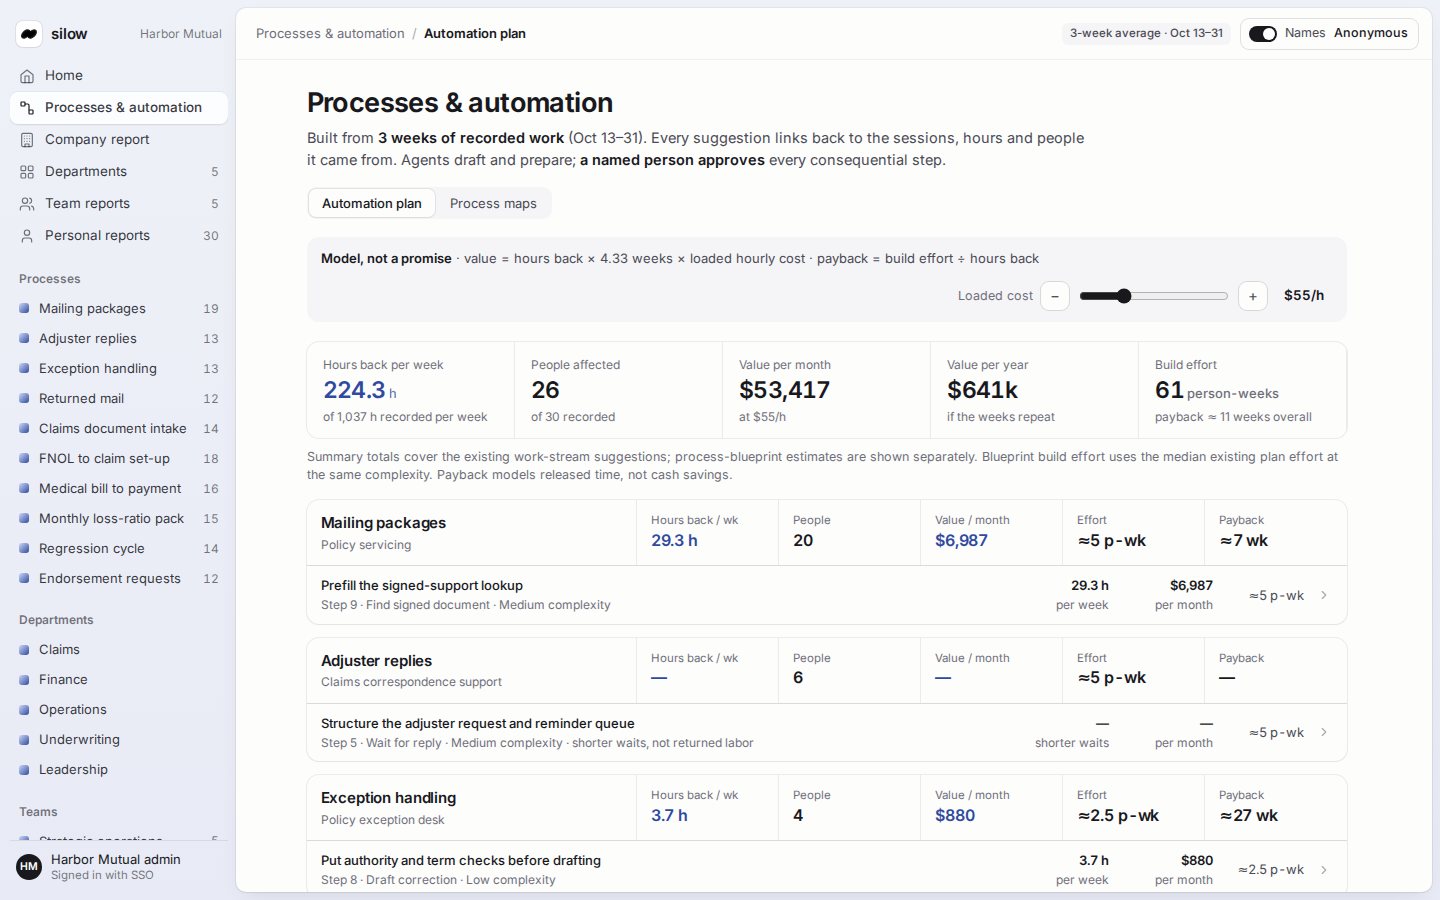 silow
Harbor Mutual
Home
Processes & automation
Company report
Departments 5
Team reports 5
Personal reports 30
Processes
Mailing packages 19
Adjuster replies 13
Exception handling 13
Returned mail 12
Claims document intake 14
FNOL to claim set-up 18
Medical bill to payment 16
Monthly loss-ratio pack 15
Regression cycle 14
Endorsement requests 12
Departments
Claims
Finance
Operations
Underwriting
Leadership
Teams
Strategic operations 5
HM
Harbor Mutual admin
Signed in with SSO
Processes & automation / Automation plan
3-week average · Oct 13–31
Names Anonymous
Processes & automation
Built from 3 weeks of recorded work (Oct 13–31). Every suggestion links back to the sessions, hours and people
it came from. Agents draft and prepare; a named person approves every consequential step.
Automation plan
Process maps
Model, not a promise · value = hours back × 4.33 weeks × loaded hourly cost · payback = build effort ÷ hours back
Loaded cost − + $55/h
Hours back per week
224.3 h
of 1,037 h recorded per week
People affected
26
of 30 recorded
Value per month
$53,417
at $55/h
Value per year
$641k
if the weeks repeat
Build effort
61 person-weeks
payback ≈ 11 weeks overall
Summary totals cover the existing work-stream suggestions; process-blueprint estimates are shown separately. Blueprint build effort uses the median existing plan effort at
the same complexity. Payback models released time, not cash savings.
Mailing packages
Policy servicing
Hours back / wk
29.3 h
People
20
Value / month
$6,987
Effort
≈5 p-wk
Payback
≈7 wk
Prefill the signed-support lookup
Step 9 · Find signed document · Medium complexity
29.3 h
per week
$6,987
per month
≈5 p-wk
Adjuster replies
Claims correspondence support
Hours back / wk
—
People
6
Value / month
—
Effort
≈5 p-wk
Payback
—
Structure the adjuster request and reminder queue
Step 5 · Wait for reply · Medium complexity · shorter waits, not returned labor
—
shorter waits
—
per month
≈5 p-wk
Exception handling
Policy exception desk
Hours back / wk
3.7 h
People
4
Value / month
$880
Effort
≈2.5 p-wk
Payback
≈27 wk
Put authority and term checks before drafting
Step 8 · Draft correction · Low complexity
3.7 h
per week
$880
per month
≈2.5 p-wk